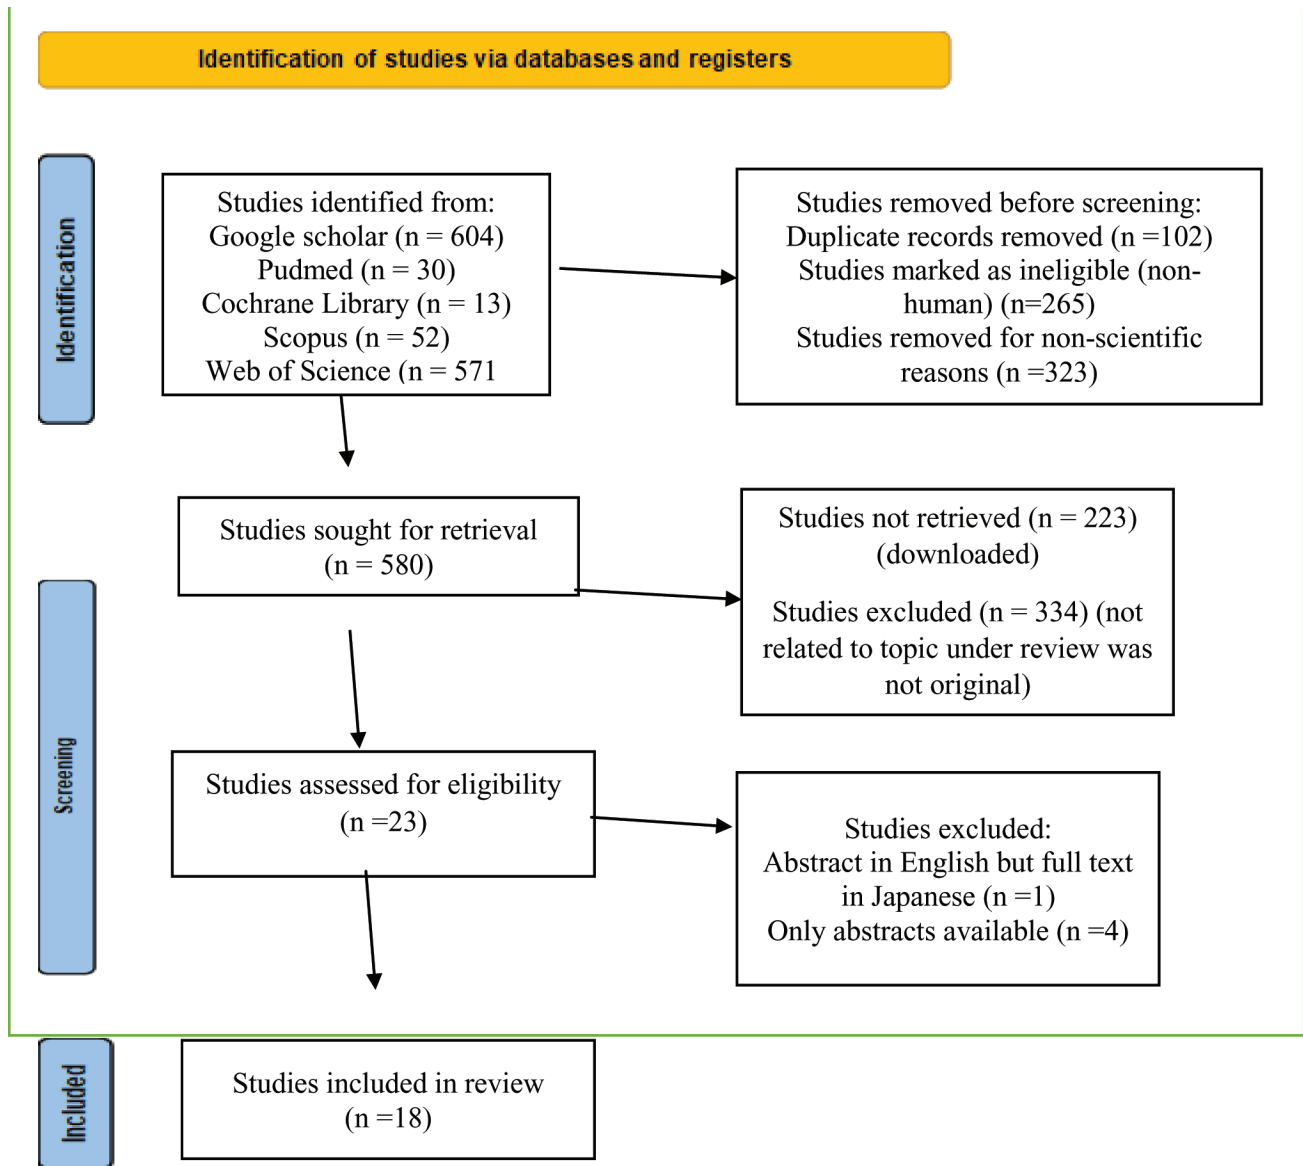 Identification of studies via databases and registers
Identification
Studies identified from:
Google scholar (n = 604)
Pudmed (n = 30)
Cochrane Library (n = 13)
Scopus (n = 52)
Web of Science (n = 571
Studies removed before screening:
Duplicate records removed (n =102)
Studies marked as ineligible (non-
human) (n=265)
Studies removed for non-scientific
reasons (n =323)
Screening
Studies sought for retrieval
(n = 580)
Studies not retrieved (n = 223)
(downloaded)
Studies excluded (n = 334) (not
related to topic under review was
not original)
Studies assessed for eligibility
(n =23)
Studies excluded:
Abstract in English but full text
in Japanese (n =1)
Only abstracts available (n =4)
Included
Studies included in review
(n =18)